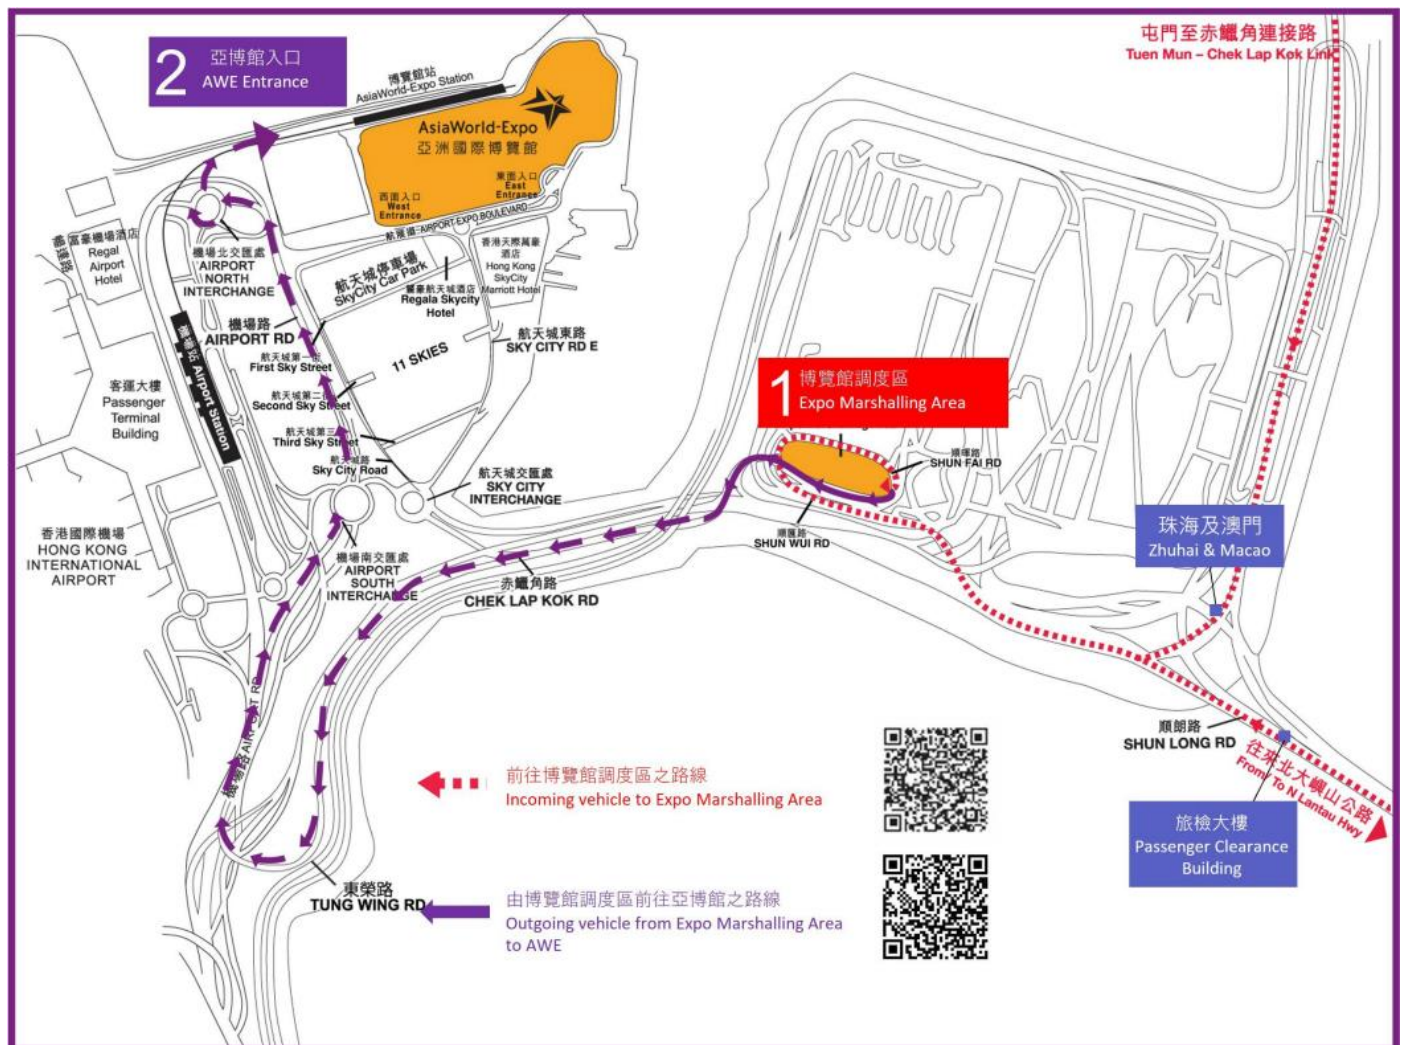 屯門至赤鱲角連接路
Tuen Mun – Chek Lap Kok Link
2
亞博館入口
AWE Entrance
博覽館站
AsiaWorld-Expo Station
AsiaWorld-Expo
亞洲國際博覽館
東面入口
East
Entrance
西面入口
West
Entrance
航展道 AIRPORT EXPO BOULEVARD
暢達路
富豪機場酒店
Regal
Airport
Hotel
機場北交匯處
AIRPORT
NORTH
INTERCHANGE
航天城停車場
SkyCity Car Park
香港天際萬豪
酒店
Hong Kong
SkyCity
Marriott Hotel
麗豪航天城酒店
Regala Skycity
Hotel
機場路
AIRPORT RD
航天城東路
SKY CITY RD E
11 SKIES
航天城第一街
First Sky Street
機場站 Airport Station
客運大樓
Passenger
Terminal
Building
航天城第二街
Second Sky Street
航天城第三
Third Sky Street
航天城路
Sky City Road
航天城交匯處
SKY CITY
INTERCHANGE
1
博覽館調度區
Expo Marshalling Area
順暉路
SHUN FAI RD
順匯路
SHUN WUI RD
珠海及澳門
Zhuhai & Macao
香港國際機場
HONG KONG
INTERNATIONAL
AIRPORT
機場南交匯處
AIRPORT
SOUTH
INTERCHANGE
赤鱲角路
CHEK LAP KOK RD
機場路 AIRPORT RD
順朗路
SHUN LONG RD
往來北大嶼山公路
From / To N Lantau Hwy
前往博覽館調度區之路線
Incoming vehicle to Expo Marshalling Area
旅檢大樓
Passenger Clearance
Building
東榮路
TUNG WING RD
由博覽館調度區前往亞博館之路線
Outgoing vehicle from Expo Marshalling Area
to AWE